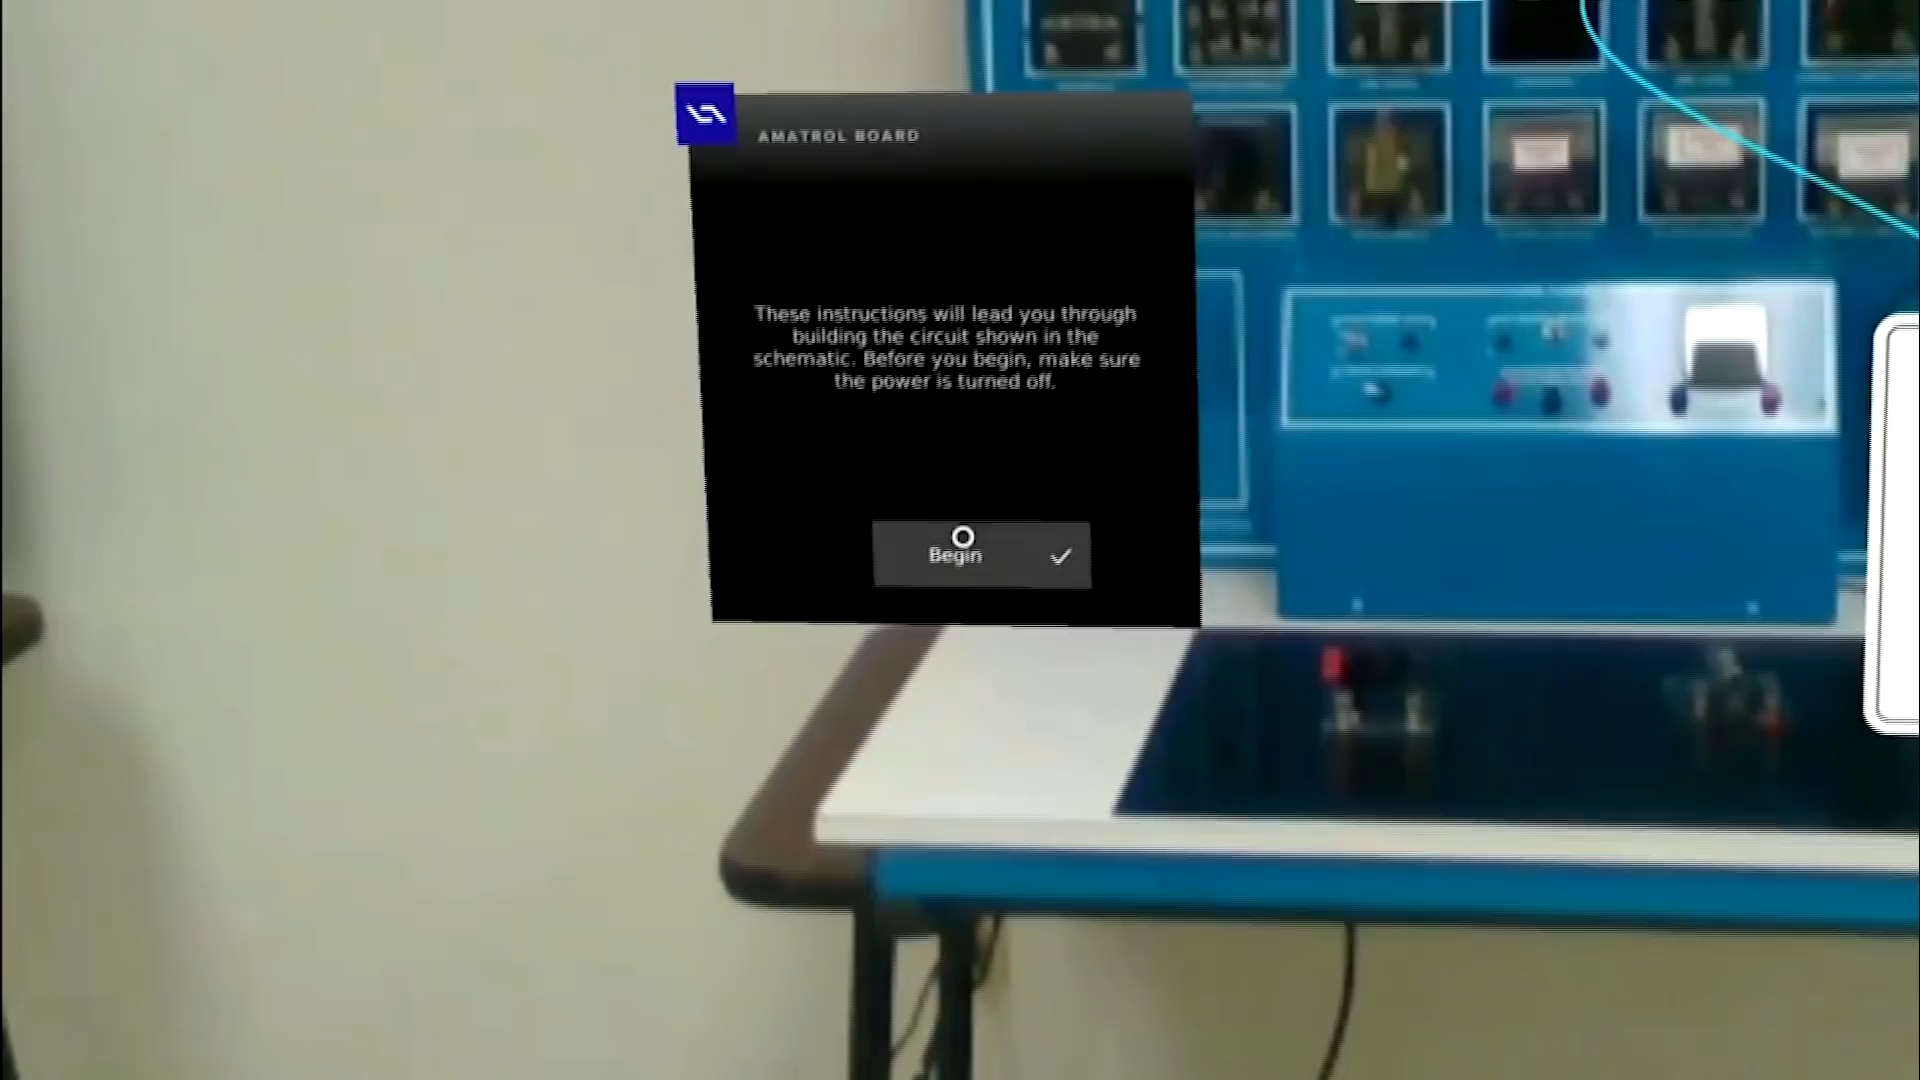 AMATROL BOARD
These instructions will lead you through
building the circuit shown in the
schematic. Before you begin, make sure
the power is turned off.
Begin